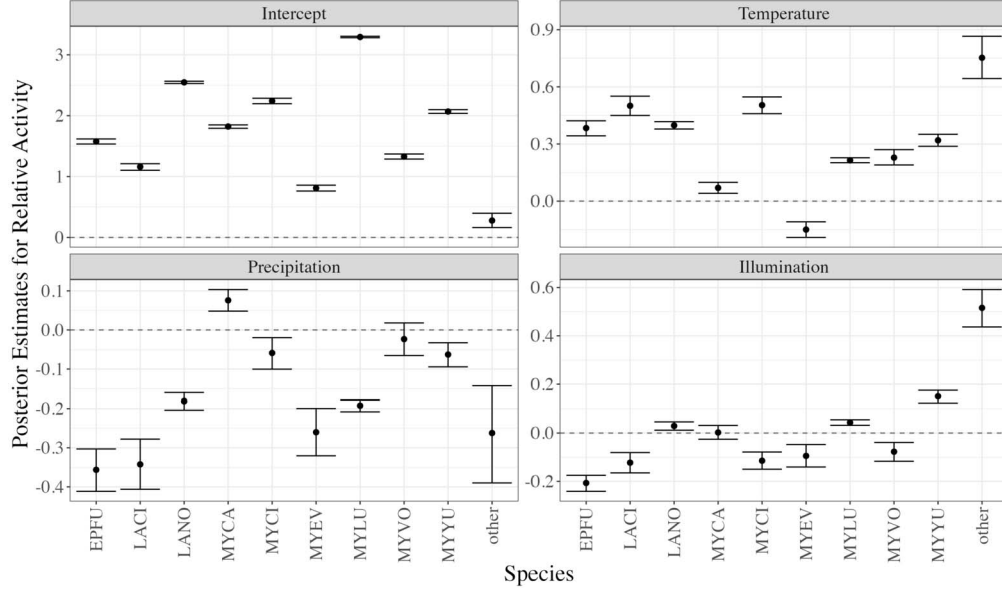 Intercept
Temperature
3
2
1
0
0.9
0.6
0.3
0.0
Posterior Estimates for Relative Activity
Precipitation
Illumination
0.1
0.0
-0.1
-0.2
-0.3
-0.4
0.6
0.4
0.2
0.0
-0.2
EPFU
LACI
LANO
MYCA
MYCI
MYEV
MYLU
MYVO
MYYU
other
EPFU
LACI
LANO
MYCA
MYCI
MYEV
MYLU
MYVO
MYYU
other
Species